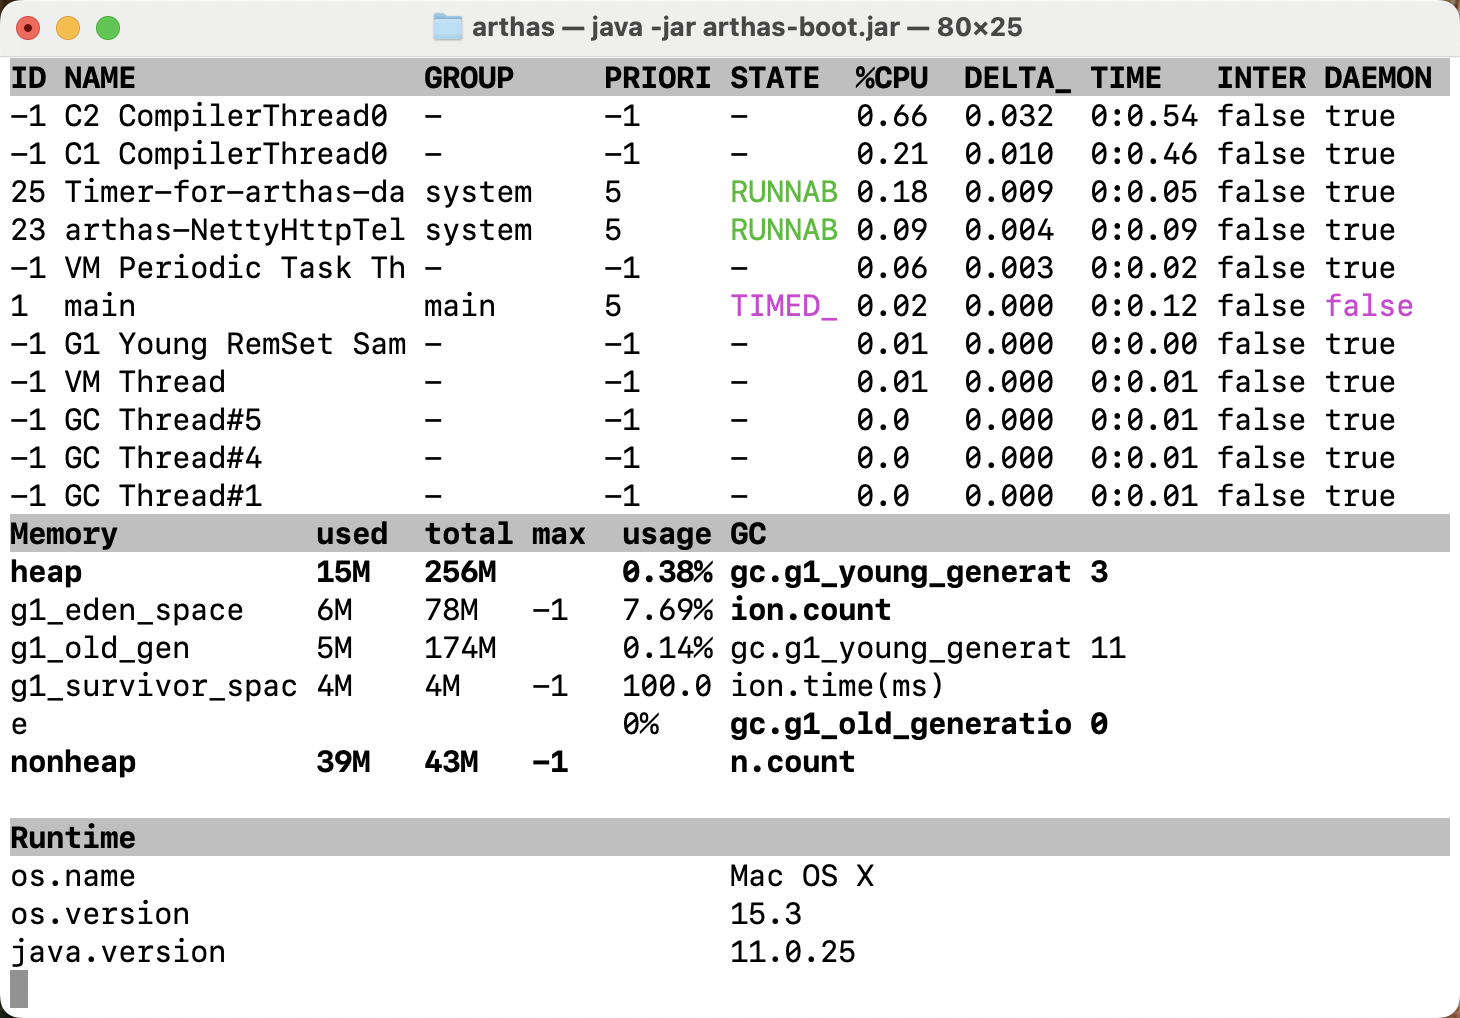 arthas — java -jar arthas-boot.jar — 80×25
ID NAME GROUP PRIORI STATE %CPU DELTA_ TIME INTER DAEMON
-1 C2 CompilerThread0 - -1 - 0.66 0.032 0:0.54 false true
-1 C1 CompilerThread0 - -1 - 0.21 0.010 0:0.46 false true
25 Timer-for-arthas-da system 5 RUNNAB 0.18 0.009 0:0.05 false true
23 arthas-NettyHttpTel system 5 RUNNAB 0.09 0.004 0:0.09 false true
-1 VM Periodic Task Th - -1 - 0.06 0.003 0:0.02 false true
1 main main 5 TIMED_ 0.02 0.000 0:0.12 false false
-1 G1 Young RemSet Sam - -1 - 0.01 0.000 0:0.00 false true
-1 VM Thread - -1 - 0.01 0.000 0:0.01 false true
-1 GC Thread#5 - -1 - 0.0 0.000 0:0.01 false true
-1 GC Thread#4 - -1 - 0.0 0.000 0:0.01 false true
-1 GC Thread#1 - -1 - 0.0 0.000 0:0.01 false true
Memory used total max usage GC
heap 15M 256M 0.38% gc.g1_young_generat 3
g1_eden_space 6M 78M -1 7.69% ion.count
g1_old_gen 5M 174M 0.14% gc.g1_young_generat 11
g1_survivor_spac 4M 4M -1 100.0 ion.time(ms)
e 0% gc.g1_old_generatio 0
nonheap 39M 43M -1 n.count
Runtime
os.name Mac OS X
os.version 15.3
java.version 11.0.25